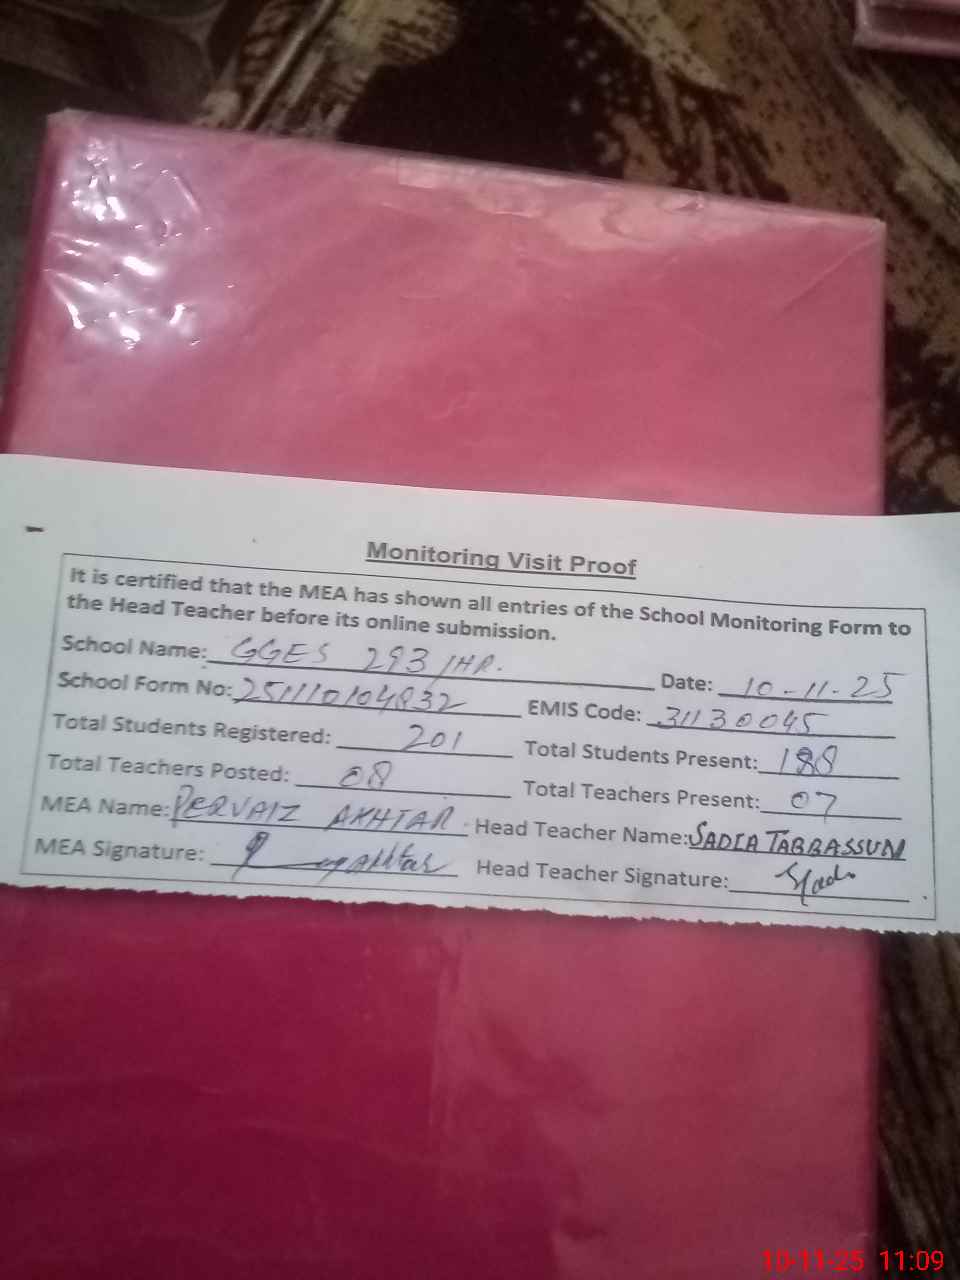 Monitoring Visit Proof
It is certified that the MEA has shown all entries of the School Monitoring Form to
the Head Teacher before its online submission.
School Name: GGES 293 1HR. Date: 10-11-25
School Form No: 251110104832 EMIS Code: 31130045
Total Students Registered: 201 Total Students Present: 188
Total Teachers Posted: 08 Total Teachers Present: 07
MEA Name: PERVAIZ AKHTAR Head Teacher Name: SADIA TABBASSUM
MEA Signature: Head Teacher Signature:
10-11-25 11:09